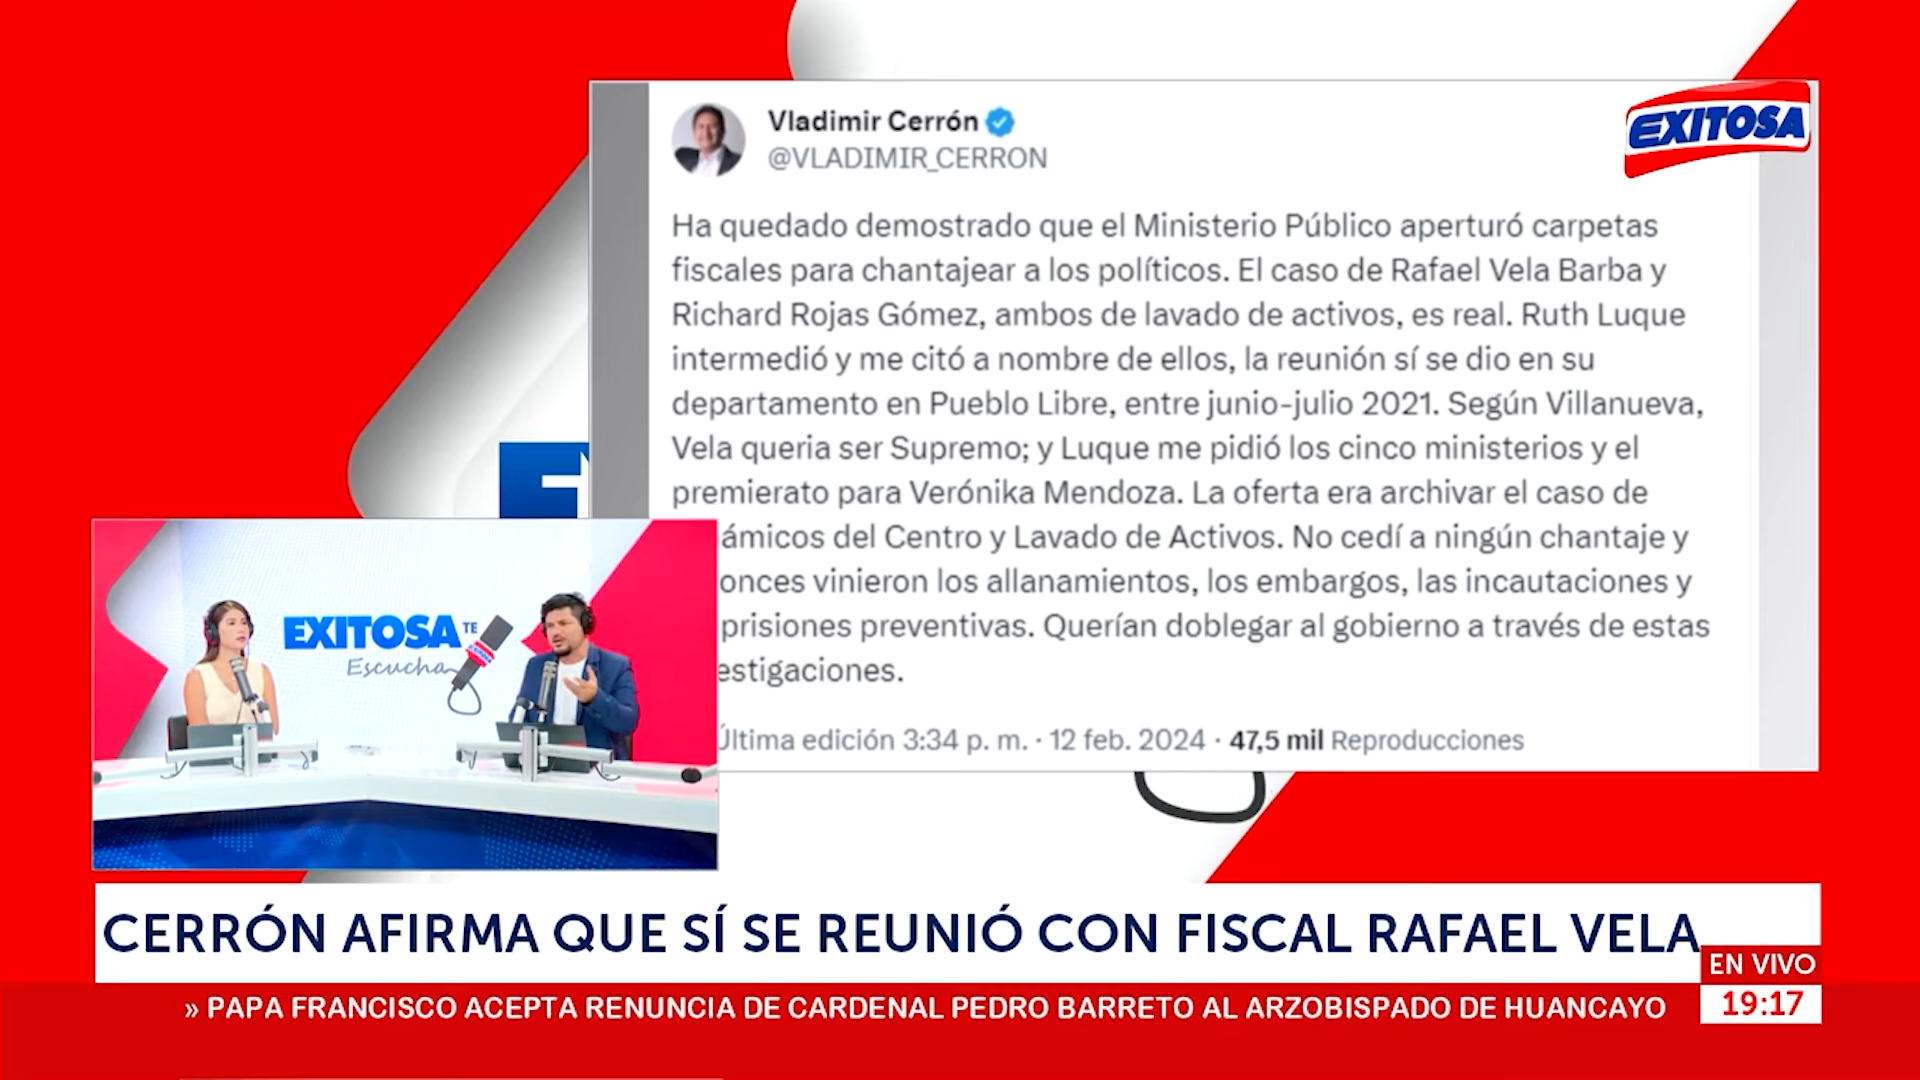 Vladimir Cerrón
@VLADIMIR_CERRON
EXITOSA
Ha quedado demostrado que el Ministerio Público aperturó carpetas
fiscales para chantajear a los políticos. El caso de Rafael Vela Barba y
Richard Rojas Gómez, ambos de lavado de activos, es real. Ruth Luque
intermedió y me citó a nombre de ellos, la reunión sí se dio en su
departamento en Pueblo Libre, entre junio-julio 2021. Según Villanueva,
Vela queria ser Supremo; y Luque me pidió los cinco ministerios y el
premierato para Verónika Mendoza. La oferta era archivar el caso de
ámicos del Centro y Lavado de Activos. No cedí a ningún chantaje y
onces vinieron los allanamientos, los embargos, las incautaciones y
prisiones preventivas. Querían doblegar al gobierno a través de estas
estigaciones.
Última edición 3:34 p. m. · 12 feb. 2024 · 47,5 mil Reproducciones
EXITOSA TE
Escucha
CERRÓN AFIRMA QUE SÍ SE REUNIÓ CON FISCAL RAFAEL VELA
EN VIVO
» PAPA FRANCISCO ACEPTA RENUNCIA DE CARDENAL PEDRO BARRETO AL ARZOBISPADO DE HUANCAYO
19:17